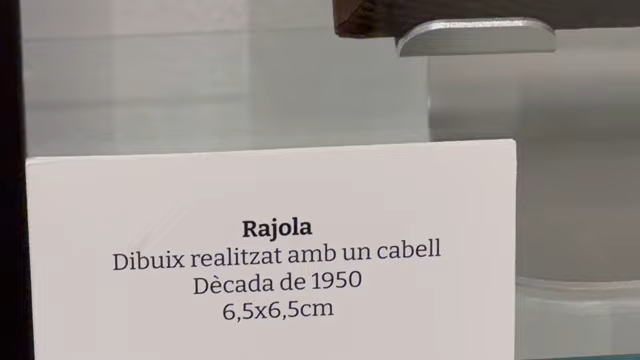 Rajola
Dibuix realitzat amb un cabell
Dècada de 1950
6,5x6,5cm